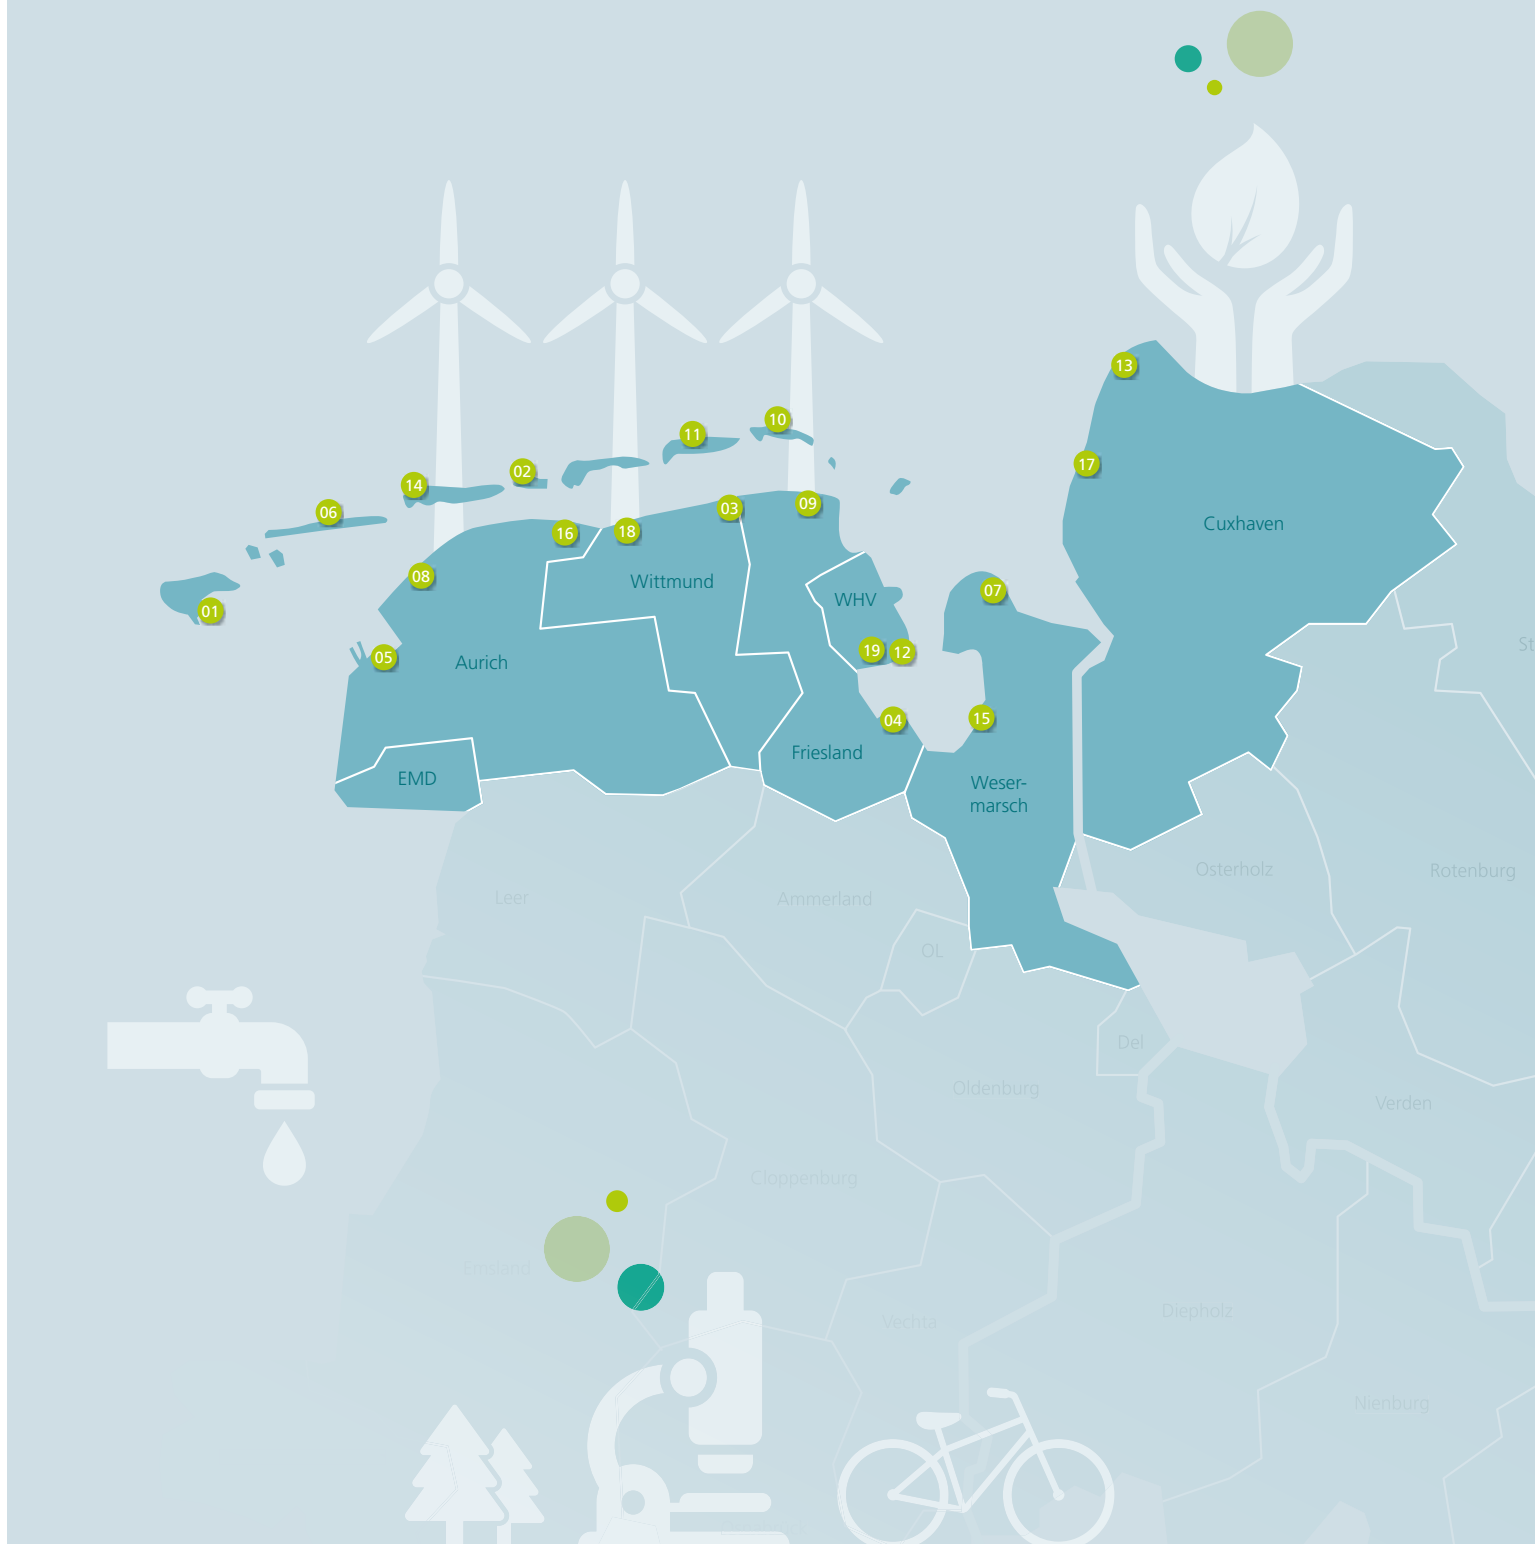 13
10
11
17
02
14
09
03
06
Cuxhaven
18
16
08
Wittmund
07
WHV
01
St
19
12
05
Aurich
15
04
Friesland
EMD
Weser-
marsch
Osterholz
Rotenburg
Leer
Ammerland
OL
Del
Oldenburg
Verden
Cloppenburg
Emsland
Diepholz
Vechta
Nienburg